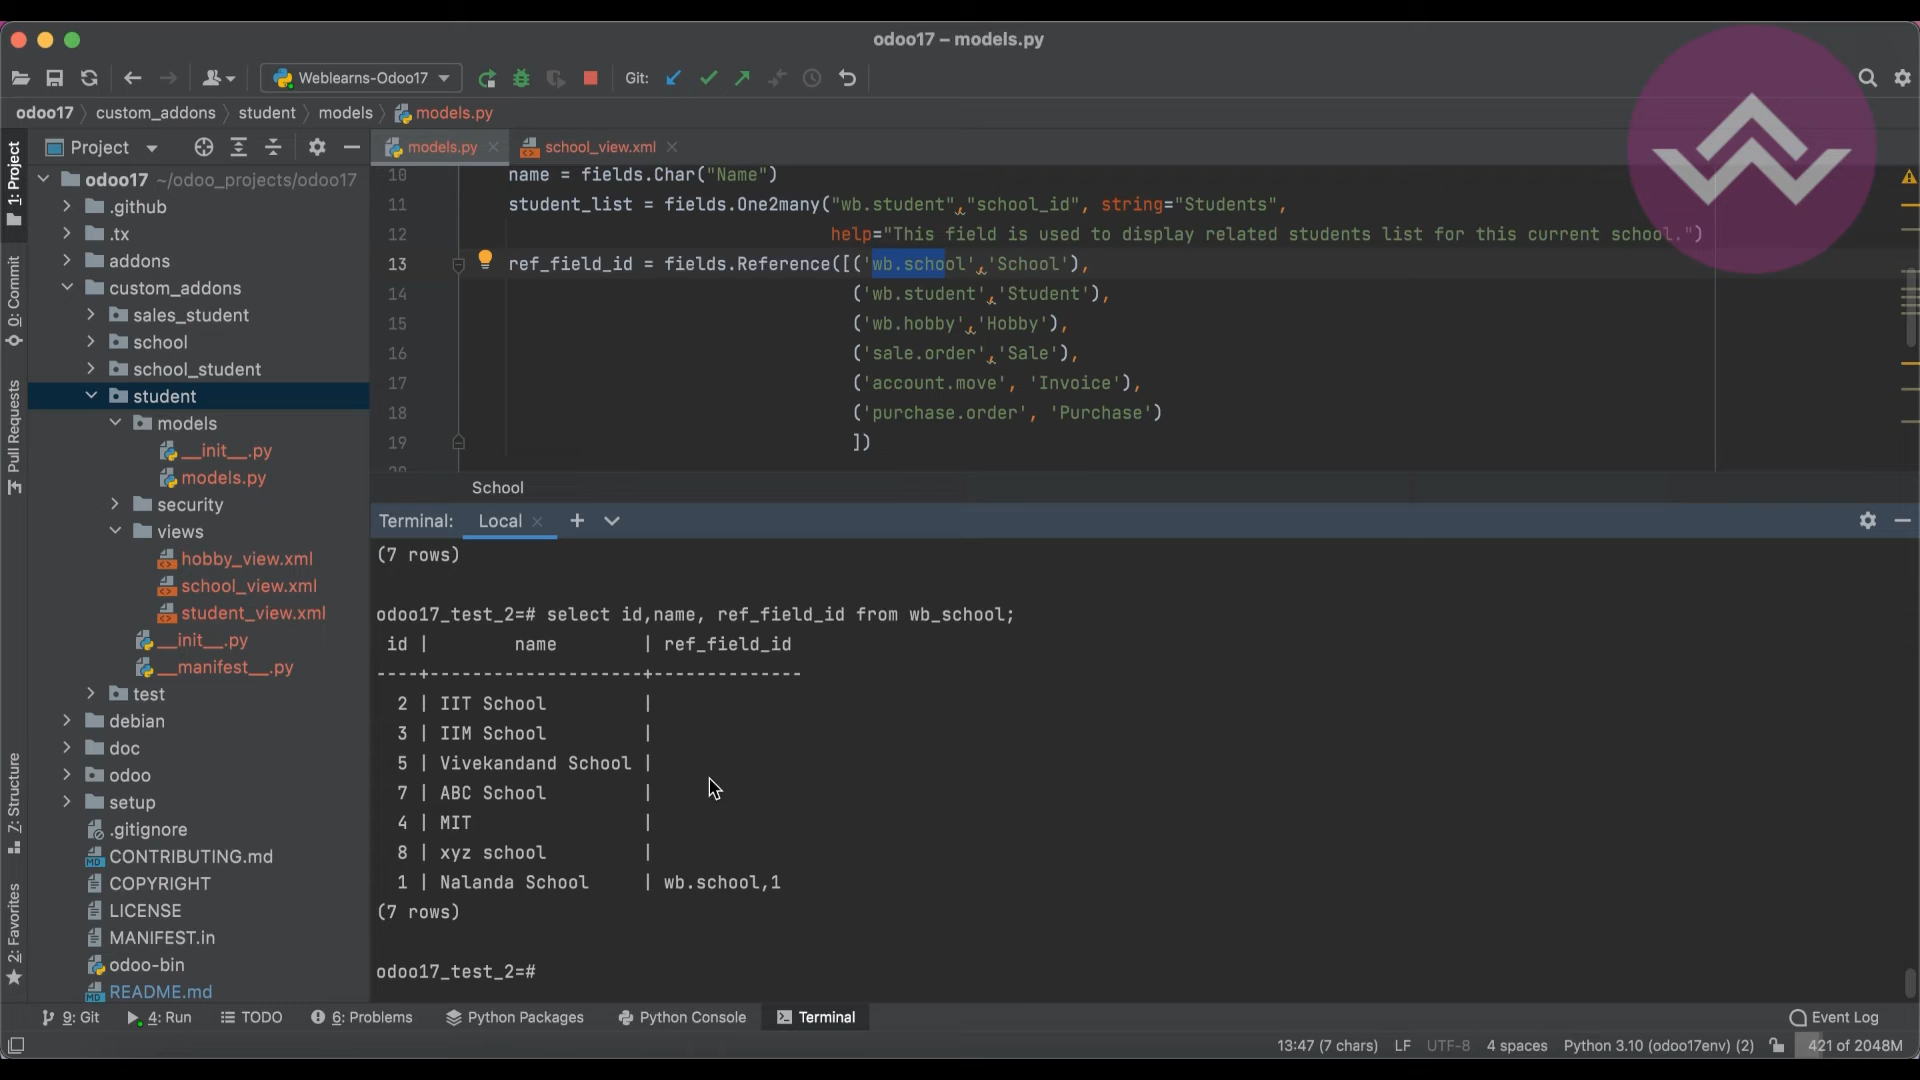 odoo17 – models.py
Weblearns-Odoo17
Git:
odoo17 custom_addons student models models.py
1: Project
0: Commit
Pull Requests
Z: Structure
2: Favorites
Project
odoo17 ~/odoo_projects/odoo17
.github
.tx
addons
custom_addons
sales_student
school
school_student
student
models
__init__.py
models.py
security
views
hobby_view.xml
school_view.xml
student_view.xml
__init__.py
__manifest__.py
test
debian
doc
odoo
setup
.gitignore
CONTRIBUTING.md
COPYRIGHT
LICENSE
MANIFEST.in
odoo-bin
README.md
models.py school_view.xml
10 name = fields.Char("Name")
11 student_list = fields.One2many("wb.student","school_id", string="Students",
12 help="This field is used to display related students list for this current school.")
13 ref_field_id = fields.Reference([('wb.school','School'),
14 ('wb.student','Student'),
15 ('wb.hobby','Hobby'),
16 ('sale.order','Sale'),
17 ('account.move', 'Invoice'),
18 ('purchase.order', 'Purchase')
19 ])
20
School
Terminal: Local
(7 rows)
odoo17_test_2=# select id,name, ref_field_id from wb_school;
id | name | ref_field_id
----+--------------------+--------------
2 | IIT School |
3 | IIM School |
5 | Vivekandand School |
7 | ABC School |
4 | MIT |
8 | xyz school |
1 | Nalanda School | wb.school,1
(7 rows)
odoo17_test_2=#
9: Git 4: Run TODO 6: Problems Python Packages Python Console Terminal Event Log
13:47 (7 chars) LF UTF-8 4 spaces Python 3.10 (odoo17env) (2) 421 of 2048M